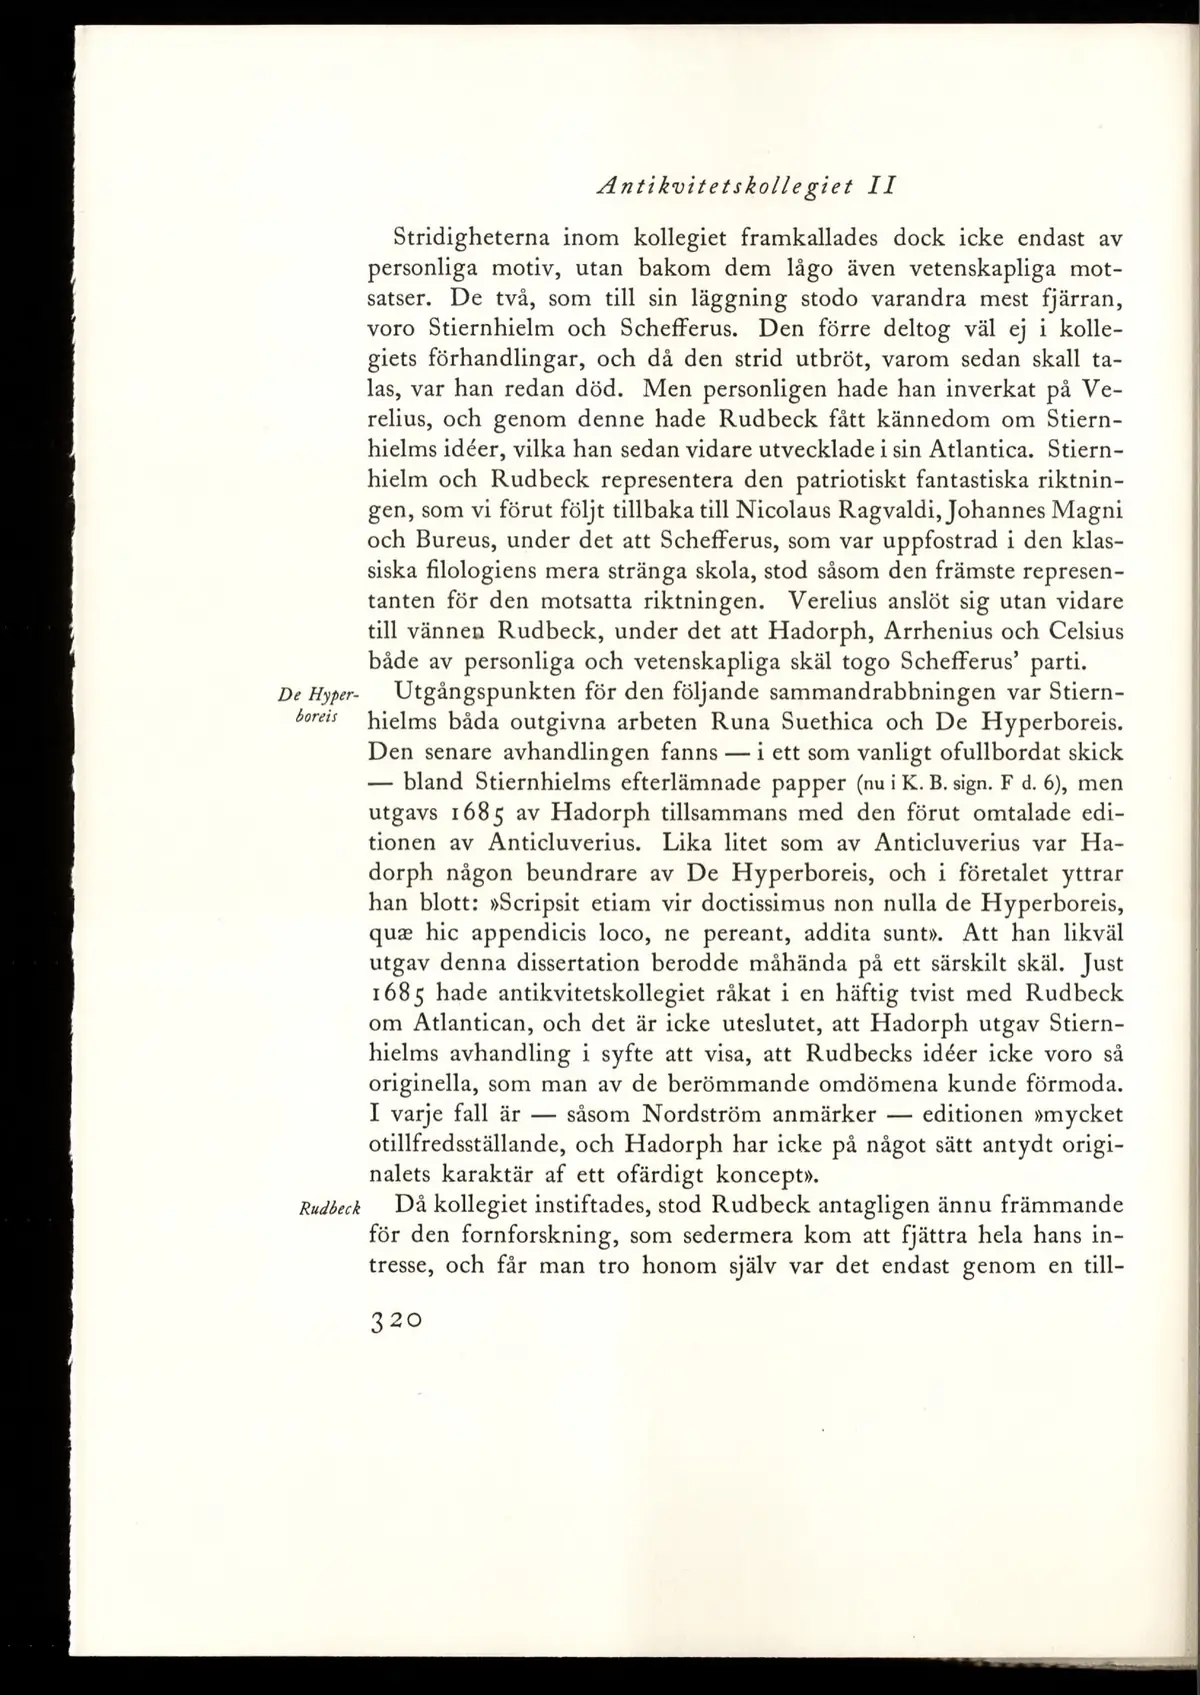 Antikvitetskollegiet II
Stridigheterna inom kollegiet framkallades dock icke endast av
personliga motiv, utan bakom dem lågo även vetenskapliga mot-
satser. De två, som till sin läggning stodo varandra mest fjärran,
voro Stiernhielm och Schefferus. Den förre deltog väl ej i kolle-
giets förhandlingar, och då den strid utbröt, varom sedan skall ta-
las, var han redan död. Men personligen hade han inverkat på Ve-
relius, och genom denne hade Rudbeck fått kännedom om Stiern-
hielms idéer, vilka han sedan vidare utvecklade i sin Atlantica. Stiern-
hielm och Rudbeck representera den patriotiskt fantastiska riktnin-
gen, som vi förut följt tillbaka till Nicolaus Ragvaldi, Johannes Magni
och Bureus, under det att Schefferus, som var uppfostrad i den klas-
siska filologiens mera stränga skola, stod såsom den främste represen-
tanten för den motsatta riktningen. Verelius anslöt sig utan vidare
till vännen Rudbeck, under det att Hadorph, Arrhenius och Celsius
både av personliga och vetenskapliga skäl togo Schefferus’ parti.
De Hyper-
boreis
Utgångspunkten för den följande sammandrabbningen var Stiern-
hielms båda outgivna arbeten Runa Suethica och De Hyperboreis.
Den senare avhandlingen fanns — i ett som vanligt ofullbordat skick
— bland Stiernhielms efterlämnade papper (nu i K. B. sign. F d. 6), men
utgavs 1685 av Hadorph tillsammans med den förut omtalade edi-
tionen av Anticluverius. Lika litet som av Anticluverius var Ha-
dorph någon beundrare av De Hyperboreis, och i företalet yttrar
han blott: »Scripsit etiam vir doctissimus non nulla de Hyperboreis,
quæ hic appendicis loco, ne pereant, addita sunt». Att han likväl
utgav denna dissertation berodde måhända på ett särskilt skäl. Just
1685 hade antikvitetskollegiet råkat i en häftig tvist med Rudbeck
om Atlantican, och det är icke uteslutet, att Hadorph utgav Stiern-
hielms avhandling i syfte att visa, att Rudbecks idéer icke voro så
originella, som man av de berömmande omdömena kunde förmoda.
I varje fall är — såsom Nordström anmärker — editionen »mycket
otillfredsställande, och Hadorph har icke på något sätt antydt origi-
nalets karaktär af ett ofärdigt koncept».
Rudbeck
Då kollegiet instiftades, stod Rudbeck antagligen ännu främmande
för den fornforskning, som sedermera kom att fjättra hela hans in-
tresse, och får man tro honom själv var det endast genom en till-
320